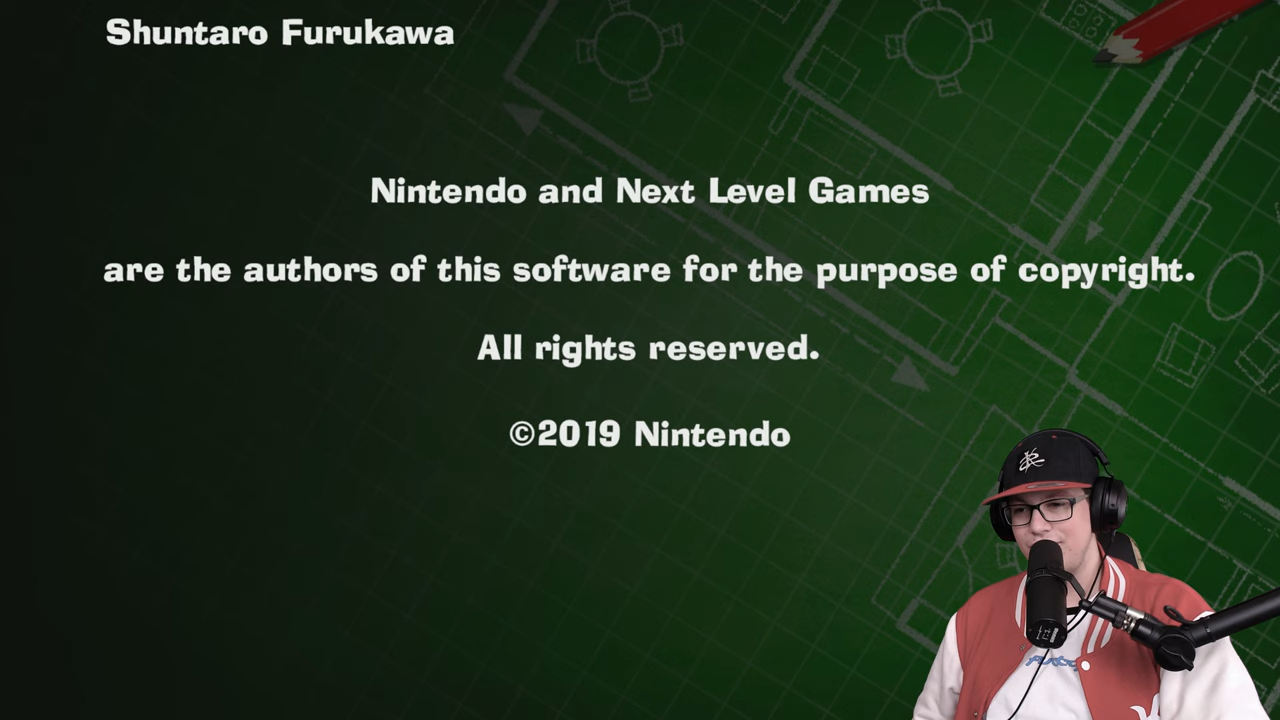 Shuntaro Furukawa
Nintendo and Next Level Games
are the authors of this software for the purpose of copyright.
All rights reserved.
©2019 Nintendo